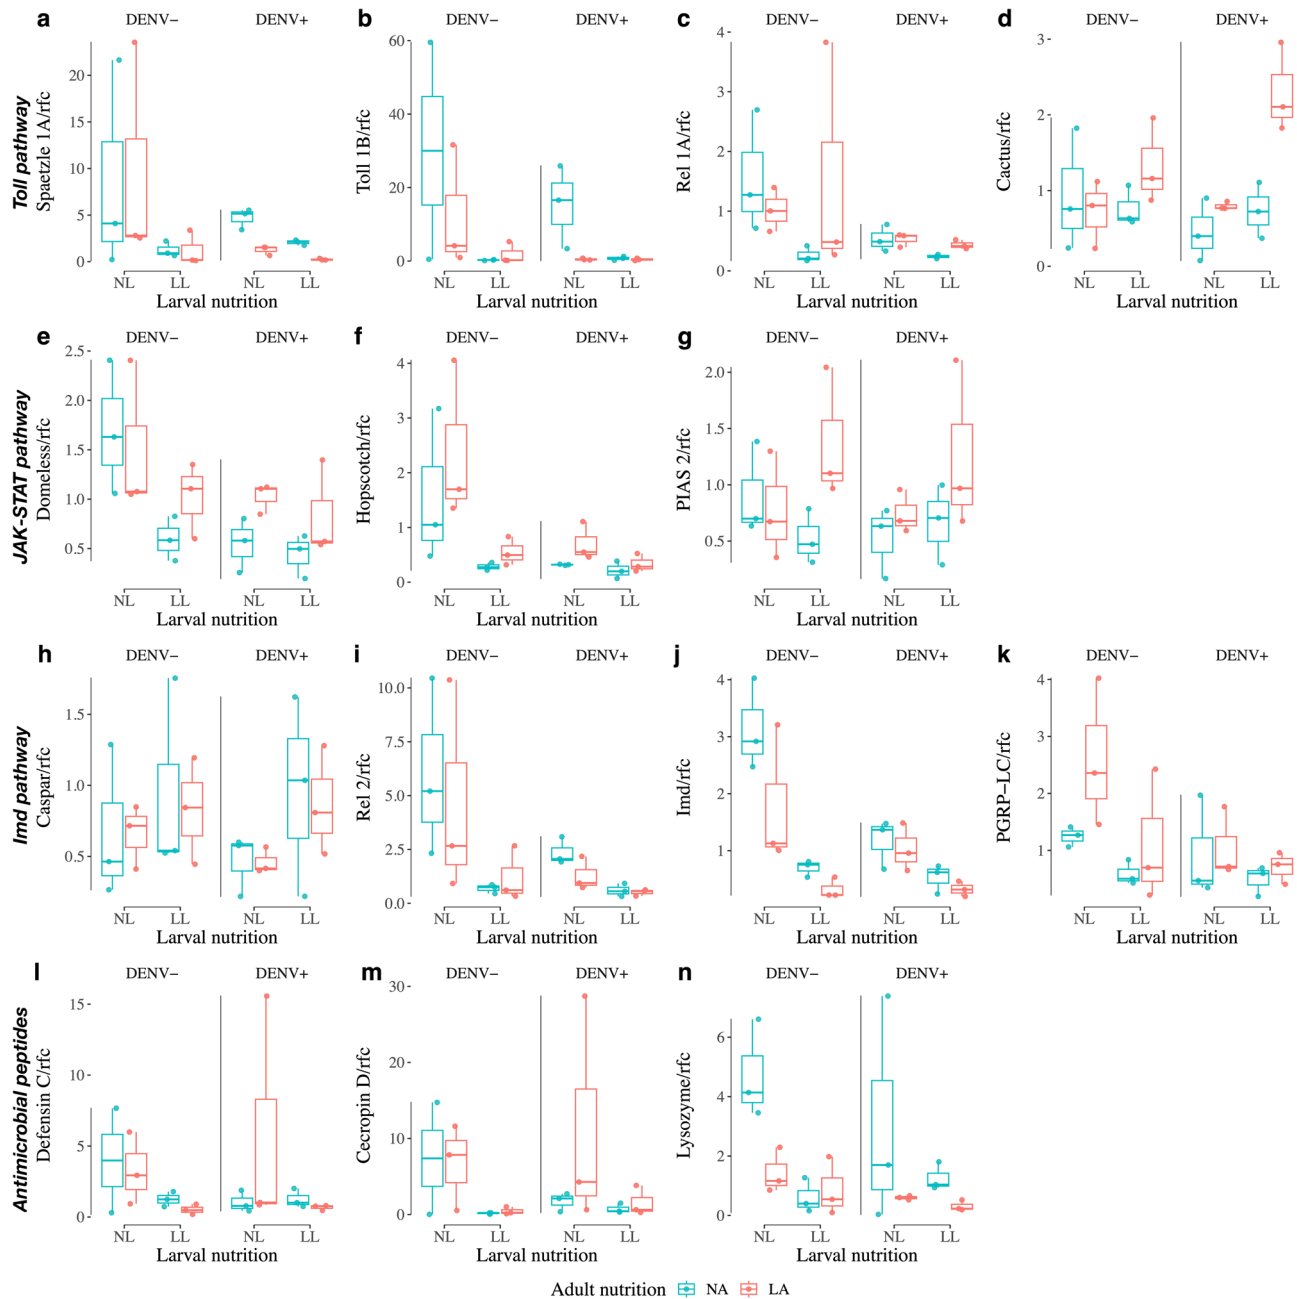 a
DENV− DENV+
Toll pathway
Spaetzle 1A/rfc
20
15
10
5
0
NL LL NL LL
Larval nutrition
b
DENV− DENV+
Toll 1B/rfc
60
40
20
0
NL LL NL LL
Larval nutrition
c
DENV− DENV+
Rel 1A/rfc
4
3
2
1
0
NL LL NL LL
Larval nutrition
d
DENV− DENV+
Cactus/rfc
3
2
1
0
NL LL NL LL
Larval nutrition
e
DENV− DENV+
JAK-STAT pathway
Domeless/rfc
2.5
2.0
1.5
1.0
0.5
NL LL NL LL
Larval nutrition
f
DENV− DENV+
Hopscotch/rfc
4
3
2
1
0
NL LL NL LL
Larval nutrition
g
DENV− DENV+
PIAS 2/rfc
2.0
1.5
1.0
0.5
NL LL NL LL
Larval nutrition
h
DENV− DENV+
Imd pathway
Caspar/rfc
1.5
1.0
0.5
NL LL NL LL
Larval nutrition
i
DENV− DENV+
Rel 2/rfc
10.0
7.5
5.0
2.5
0.0
NL LL NL LL
Larval nutrition
j
DENV− DENV+
Imd/rfc
4
3
2
1
NL LL NL LL
Larval nutrition
k
DENV− DENV+
PGRP−LC/rfc
4
3
2
1
NL LL NL LL
Larval nutrition
l
DENV− DENV+
Antimicrobial peptides
Defensin C/rfc
15
10
5
0
NL LL NL LL
Larval nutrition
m
DENV− DENV+
Cecropin D/rfc
30
20
10
0
NL LL NL LL
Larval nutrition
n
DENV− DENV+
Lysozyme/rfc
6
4
2
0
NL LL NL LL
Larval nutrition
Adult nutrition NA LA